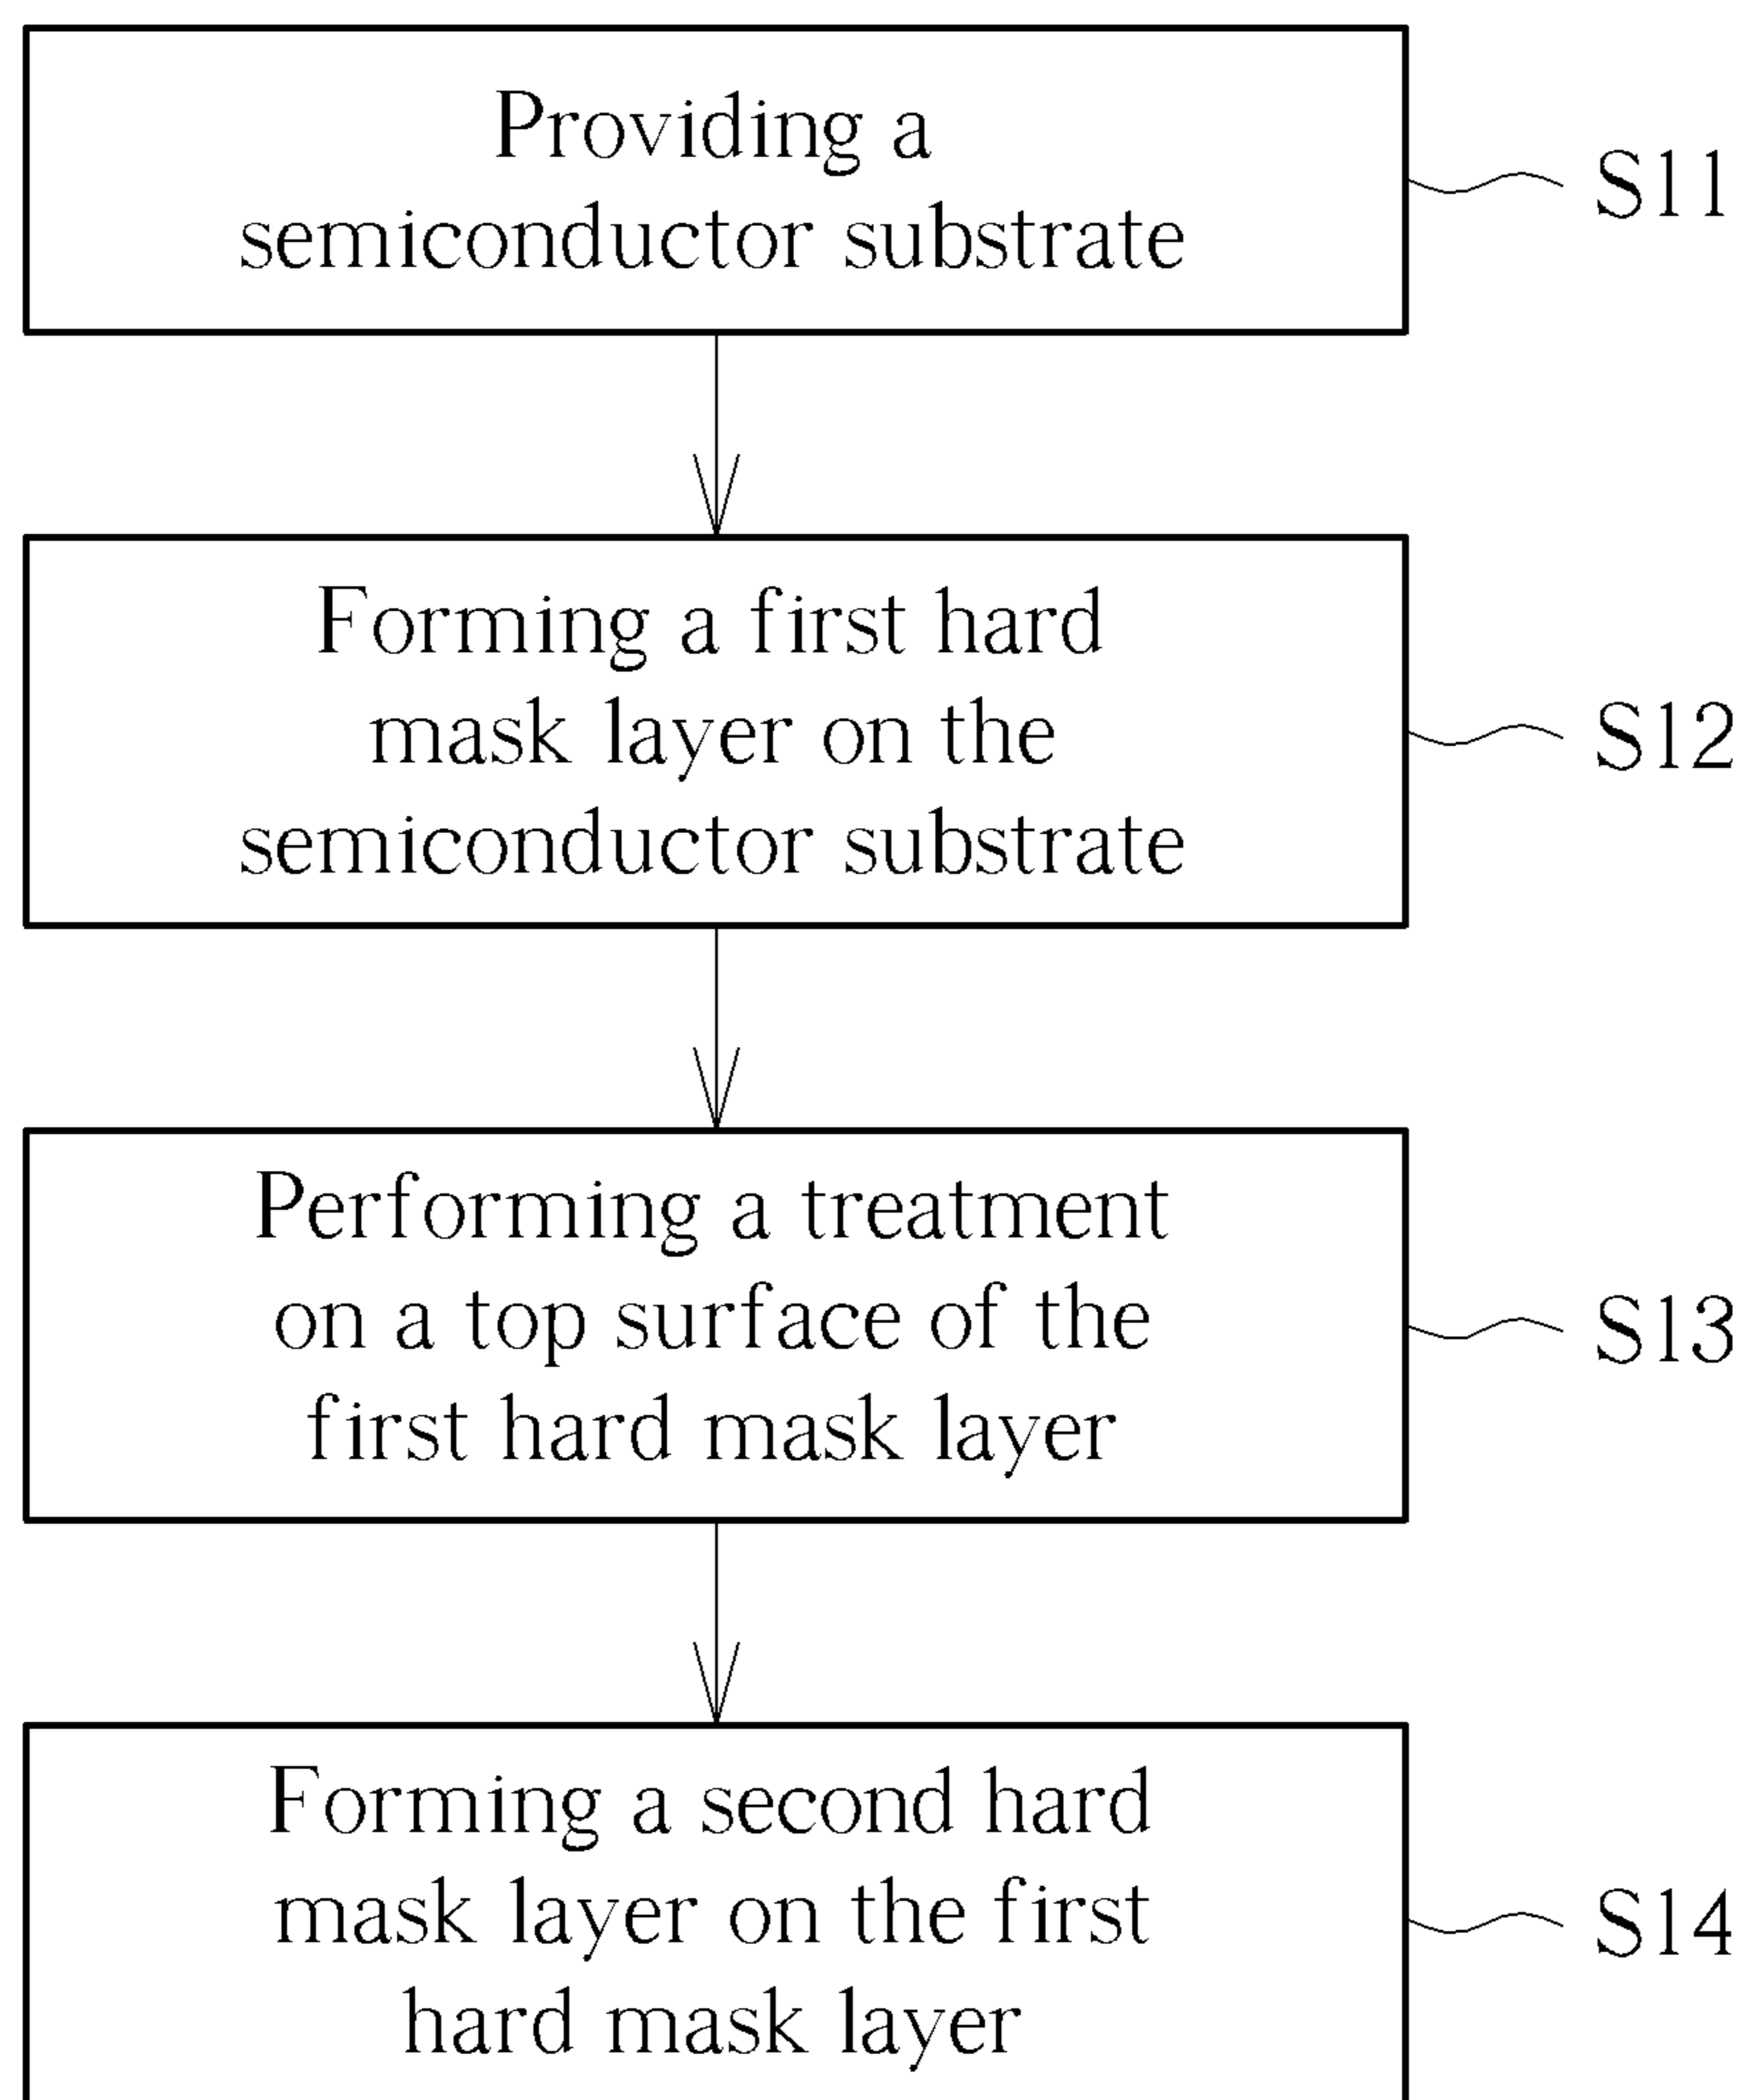 Providing a
semiconductor substrate
S11
Forming a first hard
mask layer on the
semiconductor substrate
S12
Performing a treatment
on a top surface of the
first hard mask layer
S13
Forming a second hard
mask layer on the first
hard mask layer
S14